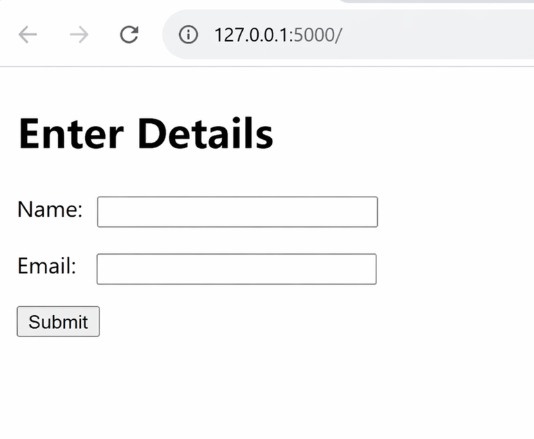 127.0.0.1:5000/
Enter Details
Name:
Email:
Submit